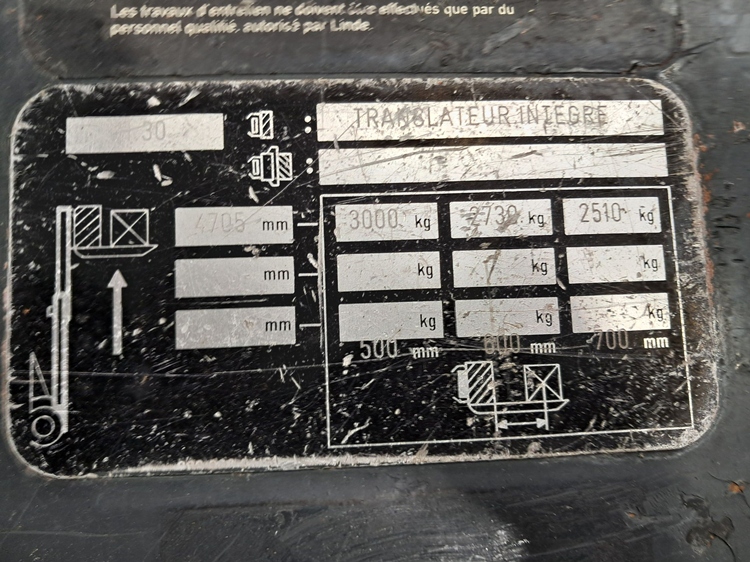 Les travaux d'entretien ne doivent être effectués que par du
personnel qualifié, autorisé par Linde.
30
TRANSLATEUR INTEGRE
4705 mm 3000 kg 2730 kg 2510 kg
mm kg kg kg
mm kg kg kg
500 mm 600 mm 700 mm